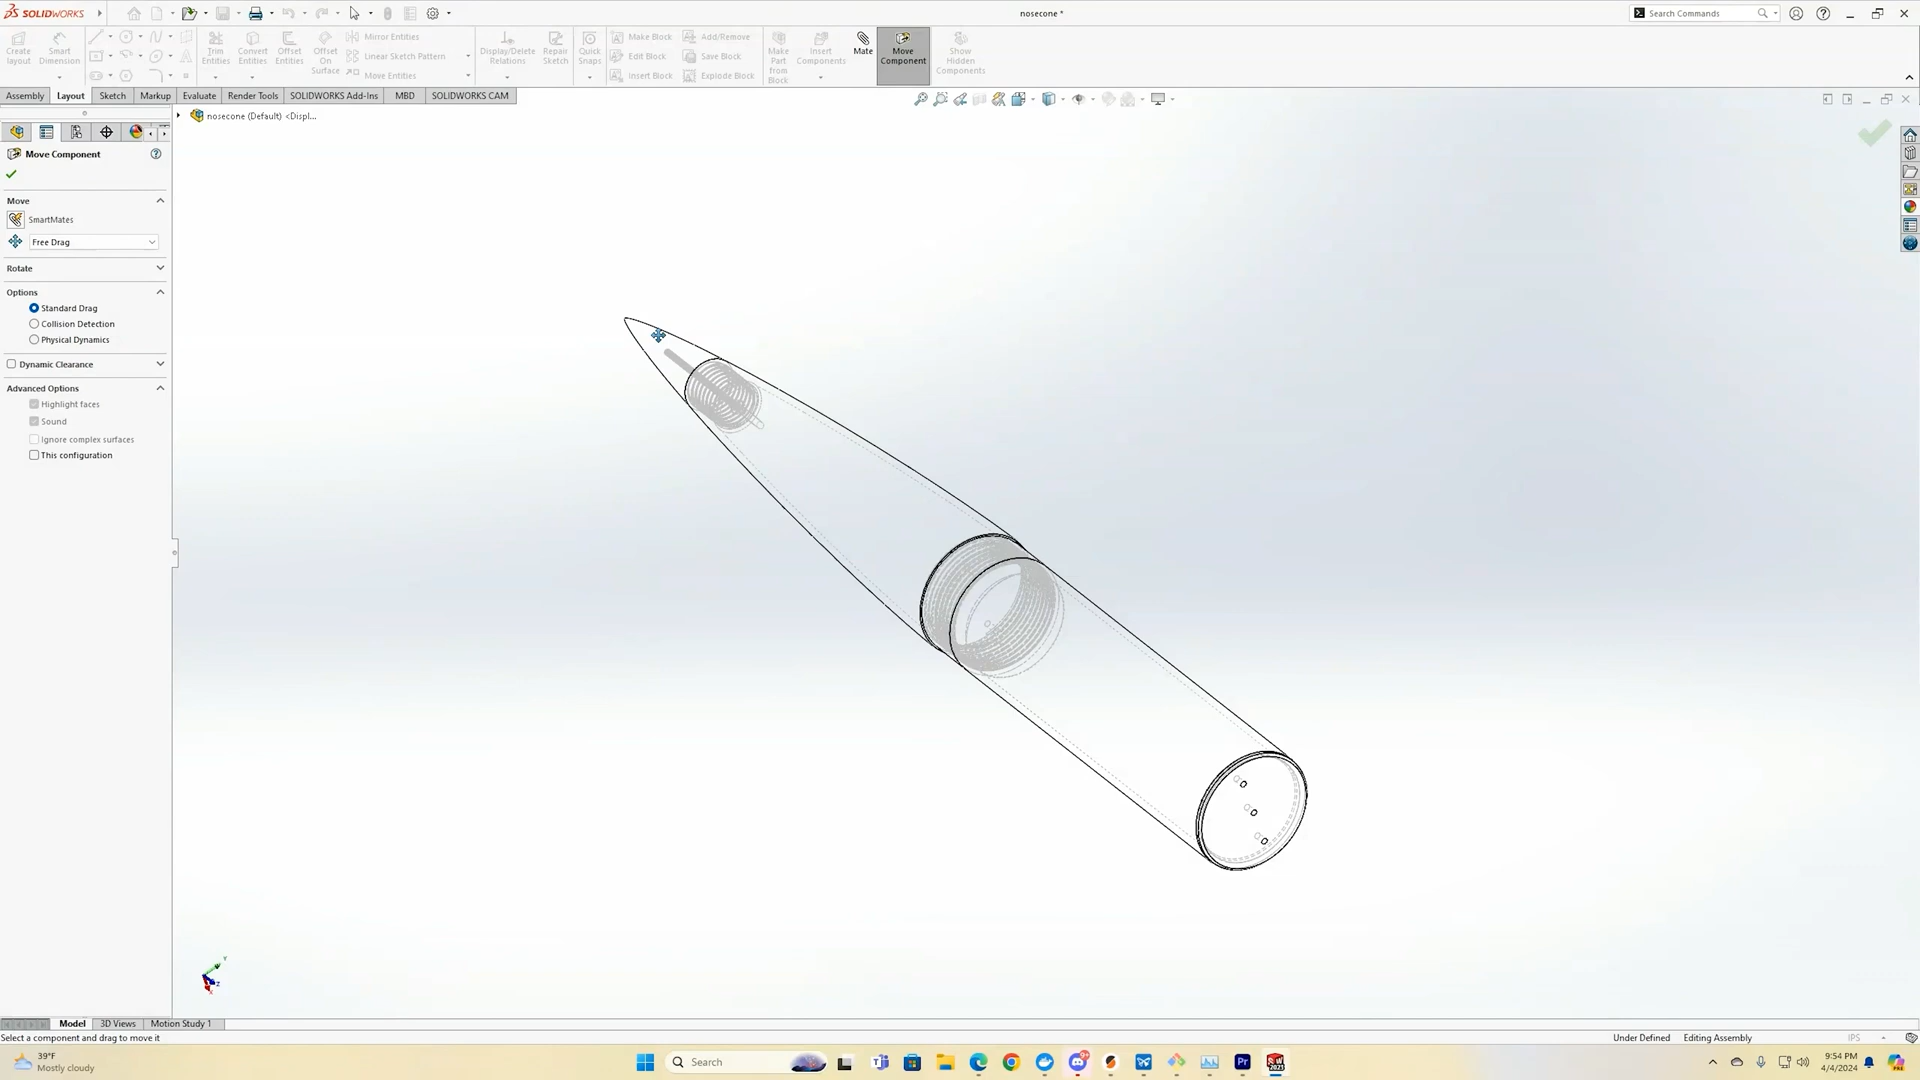 SOLIDWORKS
nosecone *
Search Commands
Create layout
Smart Dimension
Trim Entities
Convert Entities
Offset Entities
Offset On Surface
Mirror Entities
Linear Sketch Pattern
Move Entities
Display/Delete Relations
Repair Sketch
Quick Snaps
Make Block
Edit Block
Insert Block
Add/Remove
Save Block
Explode Block
Make Part from Block
Insert Components
Mate
Move Component
Show Hidden Components
Assembly
Layout
Sketch
Markup
Evaluate
Render Tools
SOLIDWORKS Add-Ins
MBD
SOLIDWORKS CAM
nosecone (Default) <Displ...
Move Component
Move
SmartMates
Free Drag
Rotate
Options
Standard Drag
Collision Detection
Physical Dynamics
Dynamic Clearance
Advanced Options
Highlight faces
Sound
Ignore complex surfaces
This configuration
Y
Z
X
Model
3D Views
Motion Study 1
Select a component and drag to move it
Under Defined
Editing Assembly
IPS
39°F
Mostly cloudy
Search
9:54 PM
4/4/2024